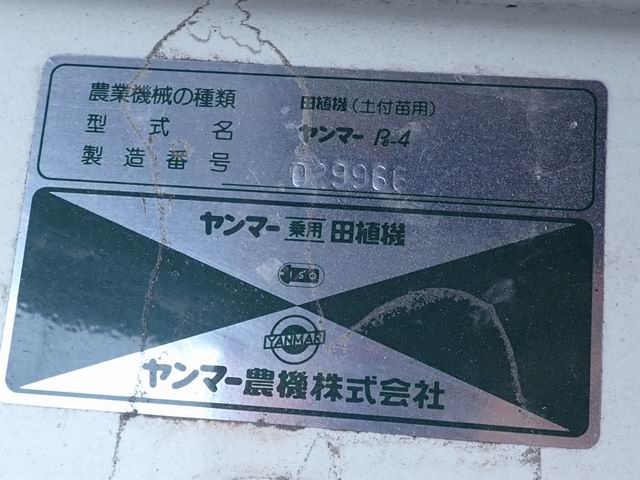 農業機械の種類 田植機（土付苗用）
型式名 ヤンマー Pe-4
製造番号 029966
ヤンマー 乗用 田植機
YANMAR
ヤンマー農機株式会社